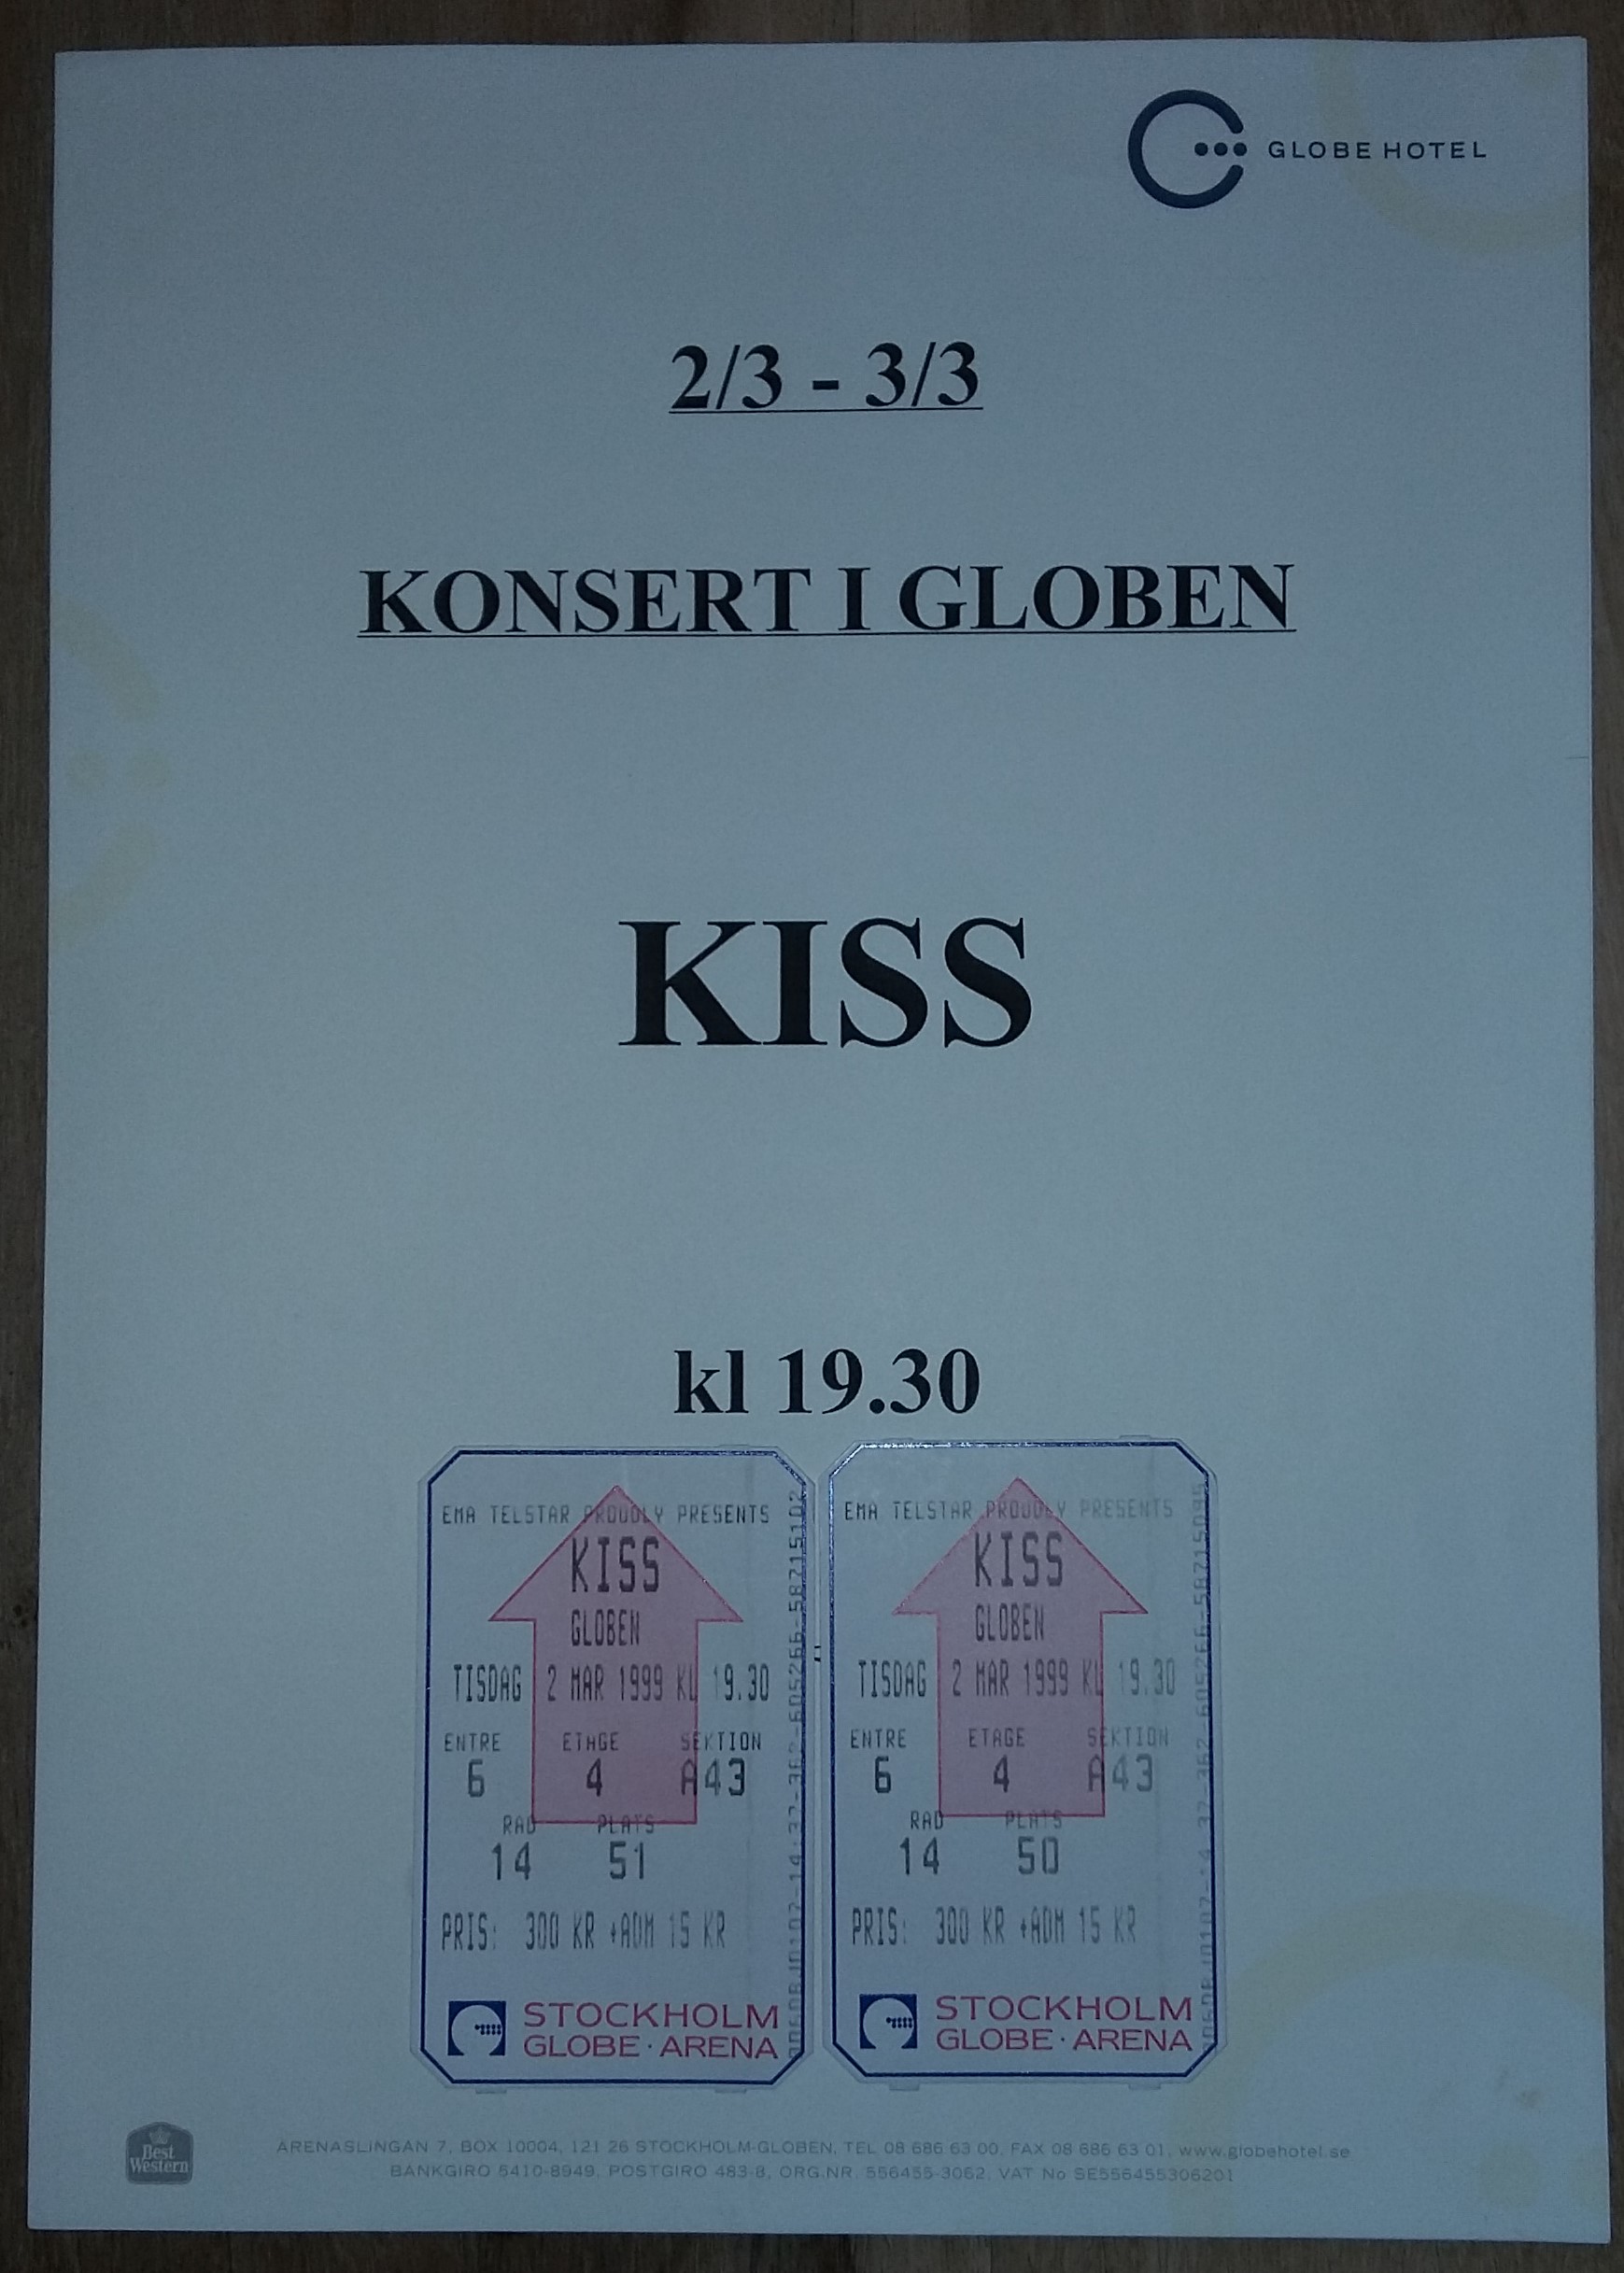 GLOBE HOTEL
2/3 - 3/3
KONSERT I GLOBEN
KISS
kl 19.30
EMA TELSTAR PROUDLY PRESENTS
KISS
GLOBEN
TISDAG 2 MAR 1999 KL 19.30
ENTRE ETAGE SEKTION
6 4 A43
RAD PLATS
14 51
PRIS: 300 KR +ADM 15 KR
STOCKHOLM
GLOBE · ARENA
EMA TELSTAR PROUDLY PRESENTS
KISS
GLOBEN
TISDAG 2 MAR 1999 KL 19.30
ENTRE ETAGE SEKTION
6 4 A43
RAD PLATS
14 50
PRIS: 300 KR +ADM 15 KR
STOCKHOLM
GLOBE · ARENA
Best
Western
ARENASLINGAN 7, BOX 10004, 121 26 STOCKHOLM-GLOBEN, TEL 08 686 63 00, FAX 08 686 63 01, www.globehotel.se
BANKGIRO 5410-8949, POSTGIRO 483-8, ORG.NR. 556455-3062, VAT No SE556455306201